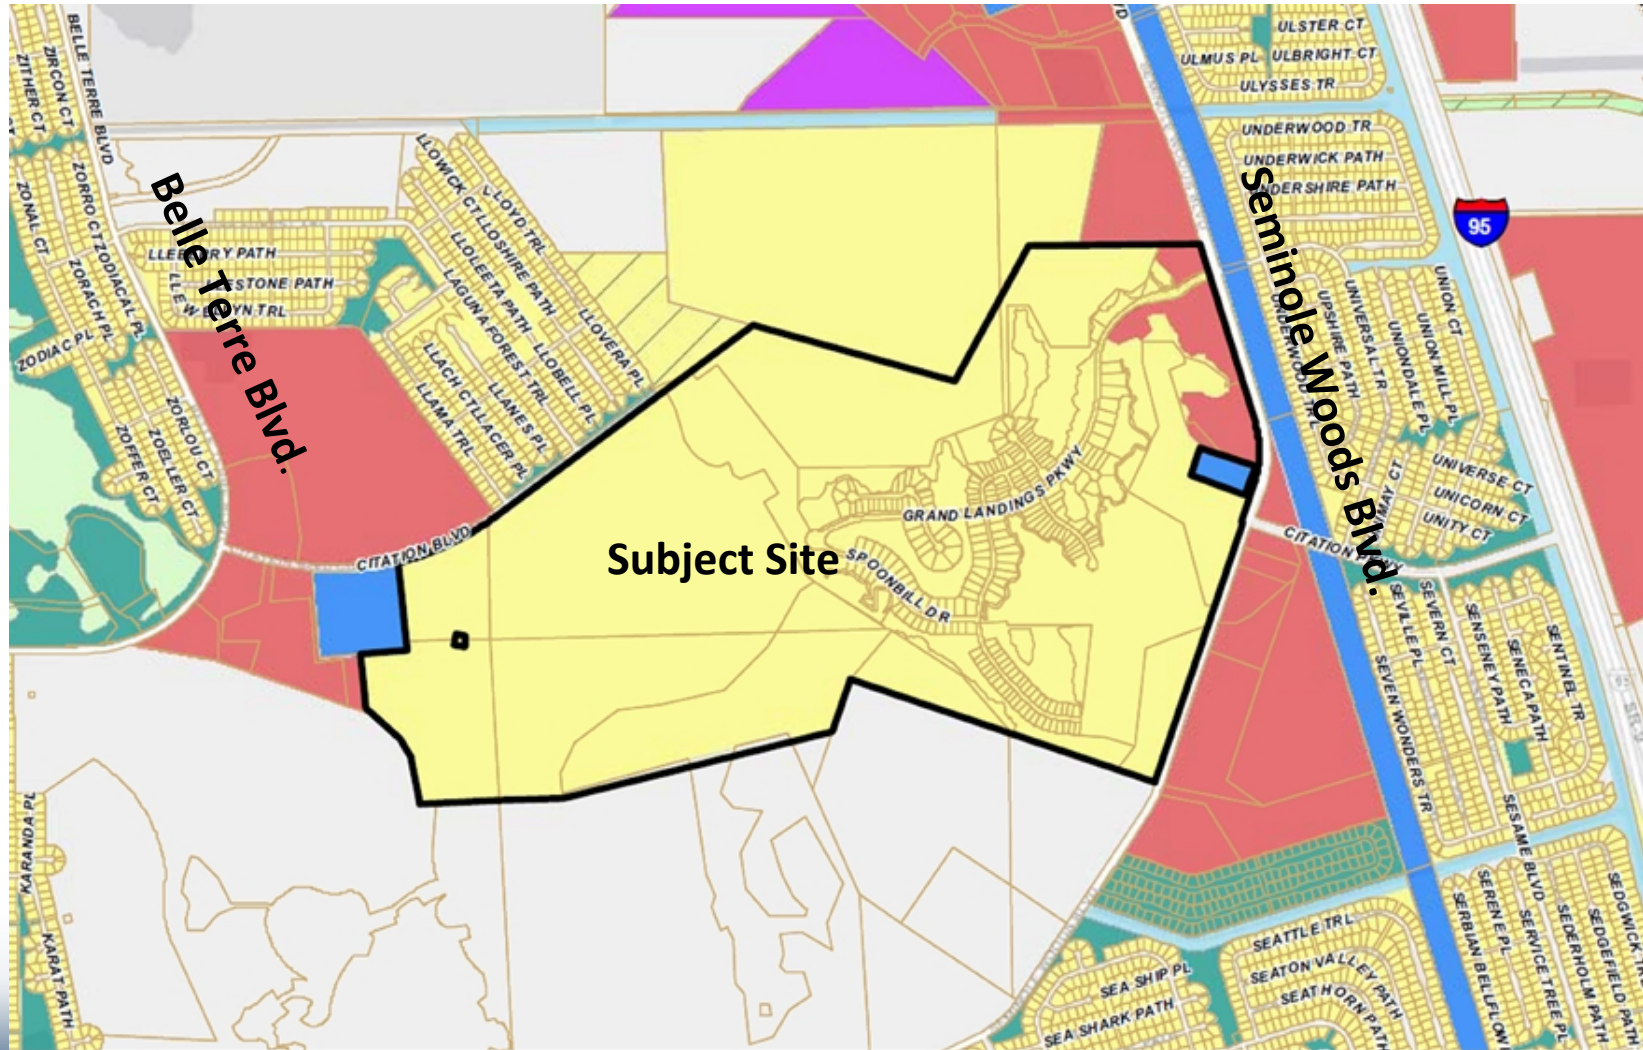 BELLE TERRE BLVD
ZIRCON CT
ZITHER CT
ZORRO CT
ZODIACAL PL
ZONAL CT
ZORACH PL
ZODIAC PL
ZORLOU CT
ZOELLER CT
ZOFFER CT
Belle Terre Blvd.
LLOWICK CT
LLOYD TRL
LLOSHIRE PATH
LLOLEETA PATH
LAGUNA FOREST TRL
LLOBELL PL
LLOVERA PL
LLACH CT
LLACER PL
LLANES PL
LLAMA TRL
CITATION BLVD
Subject Site
GRAND LANDINGS PKWY
SPOONBILL DR
ULSTER CT
ULMUS PL
ULBRIGHT CT
ULYSSES TR
UNDERWOOD TR
UNDERWICK PATH
UNDERSHIRE PATH
Seminole Woods Blvd.
95
UNION CT
UNION MILL PL
UNIONDALE PL
UNIVERSAL TR
UPSHIRE PATH
UNIVERSE CT
UNICORN CT
UNITY CT
SEVILLE PL
SEVERN CT
SENSENEY PATH
SENECA PATH
SENTINEL TR
SEVEN WONDERS TR
SESAME BLVD
SEATTLE TRL
SEATON VALLEY PATH
SEATHORN PATH
SEA SHIP PL
SEA SHARK PATH
SERENE PL
SERBIAN BELLFLOW
SERVICE TREE PL
SEDERHOLM PATH
SEDGEFIELD PATH
SEDGWICK TRL
KARANDA PL
KARAT PATH